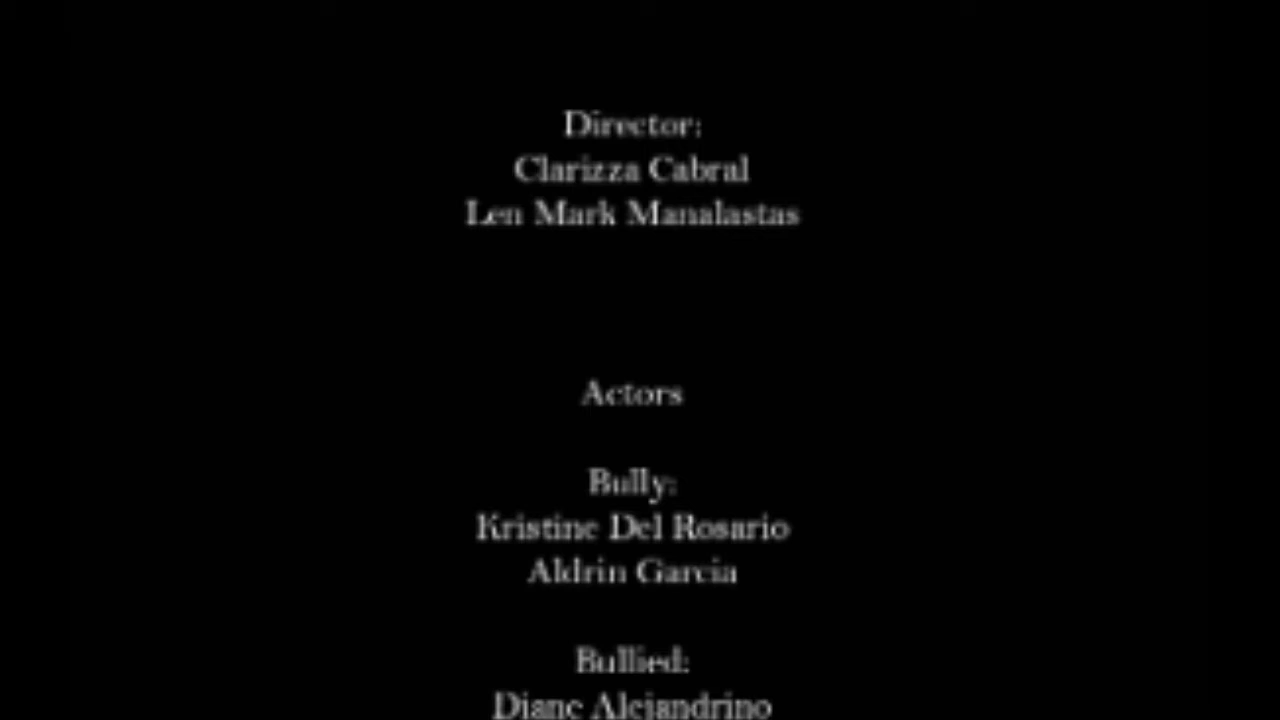 Director:
Clarizza Cabral
Len Mark Manalastas
Actors
Bully:
Kristine Del Rosario
Aldrin Garcia
Bullied:
Diane Alejandrino